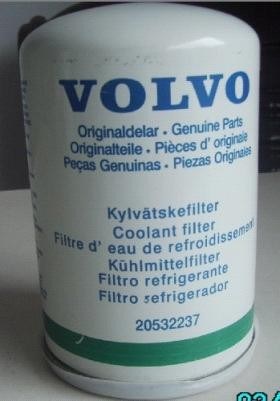 VOLVO
Originaldelar · Genuine Parts
Originalteile · Pièces d' originale
Peças Genuinas · Piezas Originales
Kylvätskefilter
Coolant filter
Filtre d' eau de refroidissement
Kühlmittelfilter
Filtro refrigerante
Filtro refrigerador
20532237